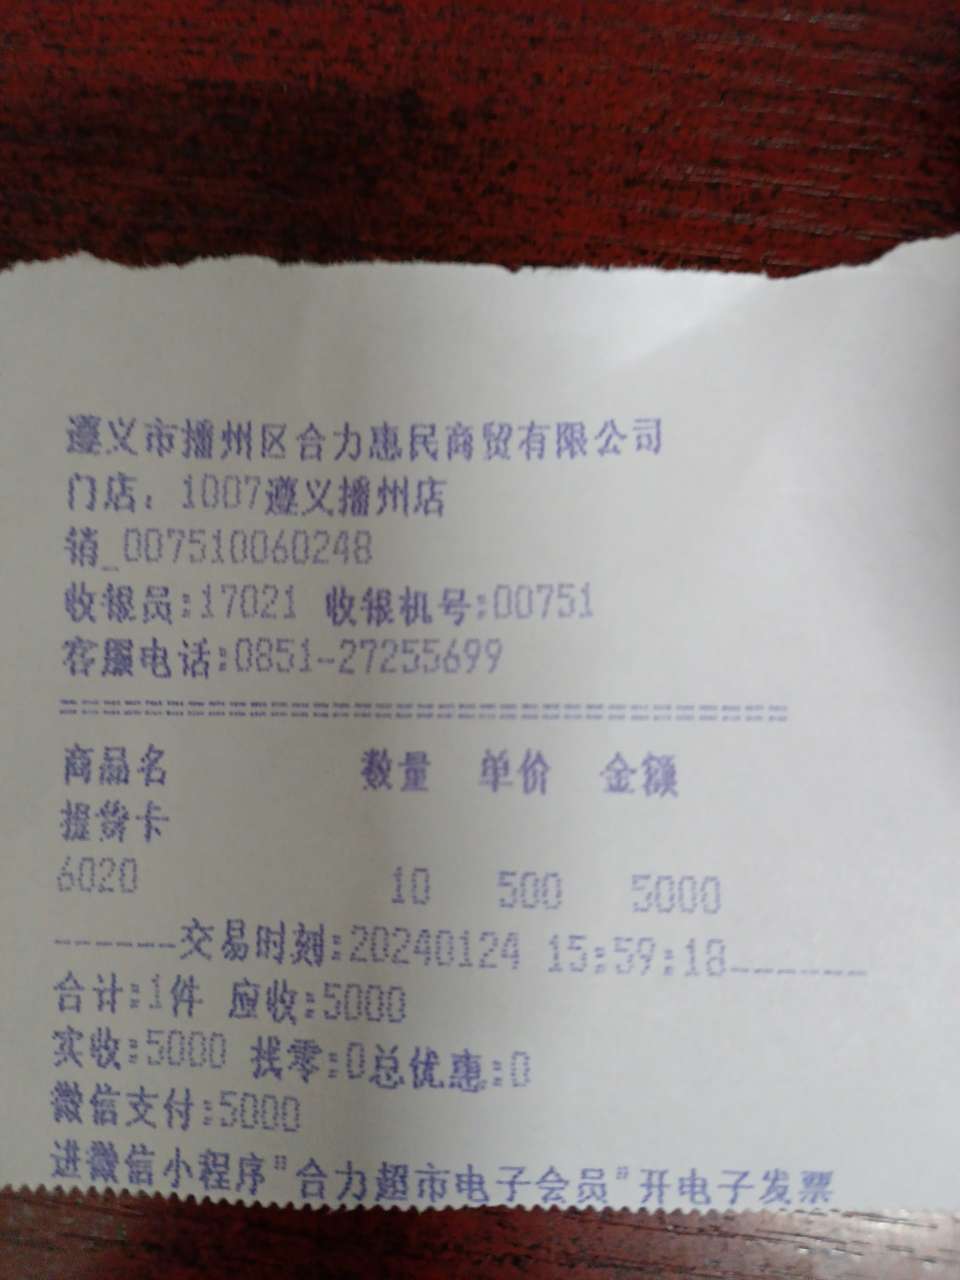 遵义市播州区合力惠民商贸有限公司
门店：1007遵义播州店
销_007510060248
收银员:17021 收银机号:00751
客服电话:0851-27255699
商品名 数量 单价 金额
提货卡
6020 10 500 5000
------交易时刻:20240124 15:59:18------
合计:1件 应收:5000
实收:5000 找零:0总优惠:0
微信支付:5000
进微信小程序"合力超市电子会员"开电子发票